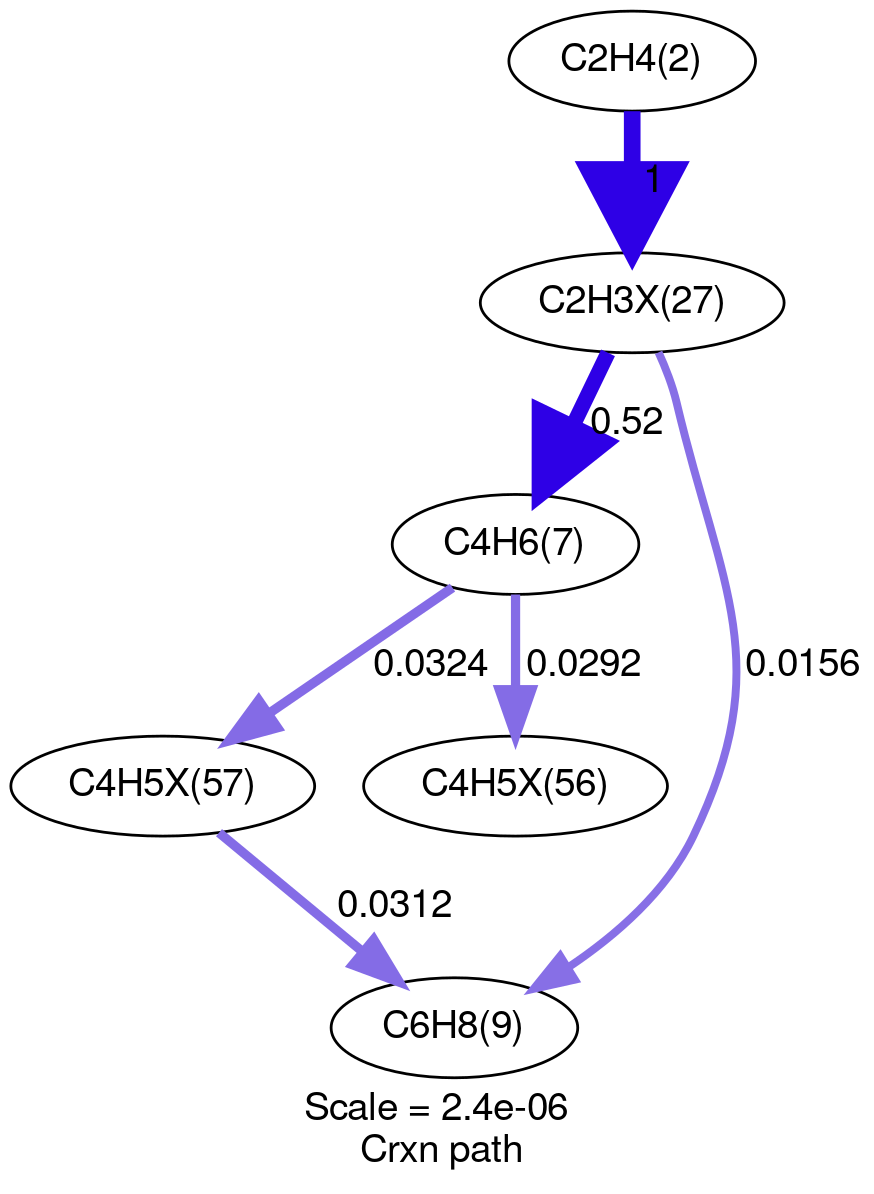 C2H4(2)
1
C2H3X(27)
0.52
C4H6(7)
0.0324
0.0292
0.0156
C4H5X(57)
C4H5X(56)
0.0312
C6H8(9)
Scale = 2.4e-06
Crxn path